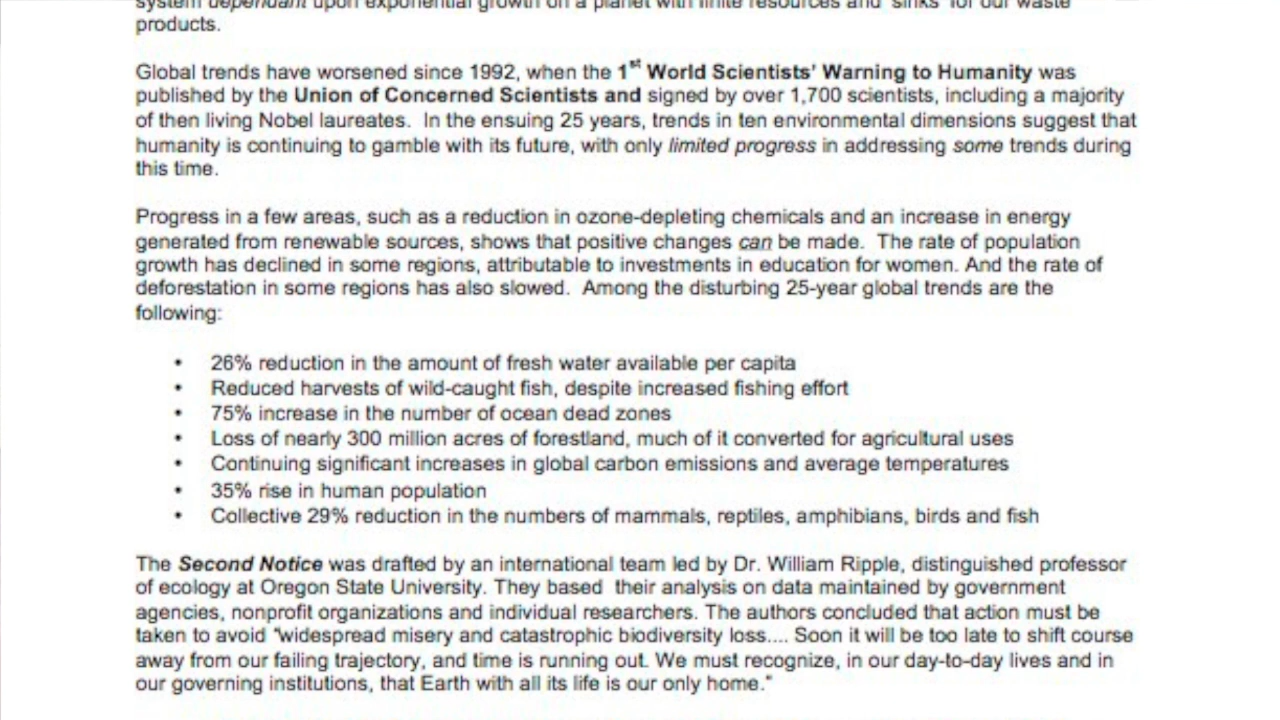 system dependant upon exponential growth on a planet with finite resources and 'sinks' for our waste
products.
Global trends have worsened since 1992, when the 1st World Scientists' Warning to Humanity was
published by the Union of Concerned Scientists and signed by over 1,700 scientists, including a majority
of then living Nobel laureates. In the ensuing 25 years, trends in ten environmental dimensions suggest that
humanity is continuing to gamble with its future, with only limited progress in addressing some trends during
this time.
Progress in a few areas, such as a reduction in ozone-depleting chemicals and an increase in energy
generated from renewable sources, shows that positive changes can be made. The rate of population
growth has declined in some regions, attributable to investments in education for women. And the rate of
deforestation in some regions has also slowed. Among the disturbing 25-year global trends are the
following:
• 26% reduction in the amount of fresh water available per capita
• Reduced harvests of wild-caught fish, despite increased fishing effort
• 75% increase in the number of ocean dead zones
• Loss of nearly 300 million acres of forestland, much of it converted for agricultural uses
• Continuing significant increases in global carbon emissions and average temperatures
• 35% rise in human population
• Collective 29% reduction in the numbers of mammals, reptiles, amphibians, birds and fish
The Second Notice was drafted by an international team led by Dr. William Ripple, distinguished professor
of ecology at Oregon State University. They based their analysis on data maintained by government
agencies, nonprofit organizations and individual researchers. The authors concluded that action must be
taken to avoid "widespread misery and catastrophic biodiversity loss.... Soon it will be too late to shift course
away from our failing trajectory, and time is running out. We must recognize, in our day-to-day lives and in
our governing institutions, that Earth with all its life is our only home."